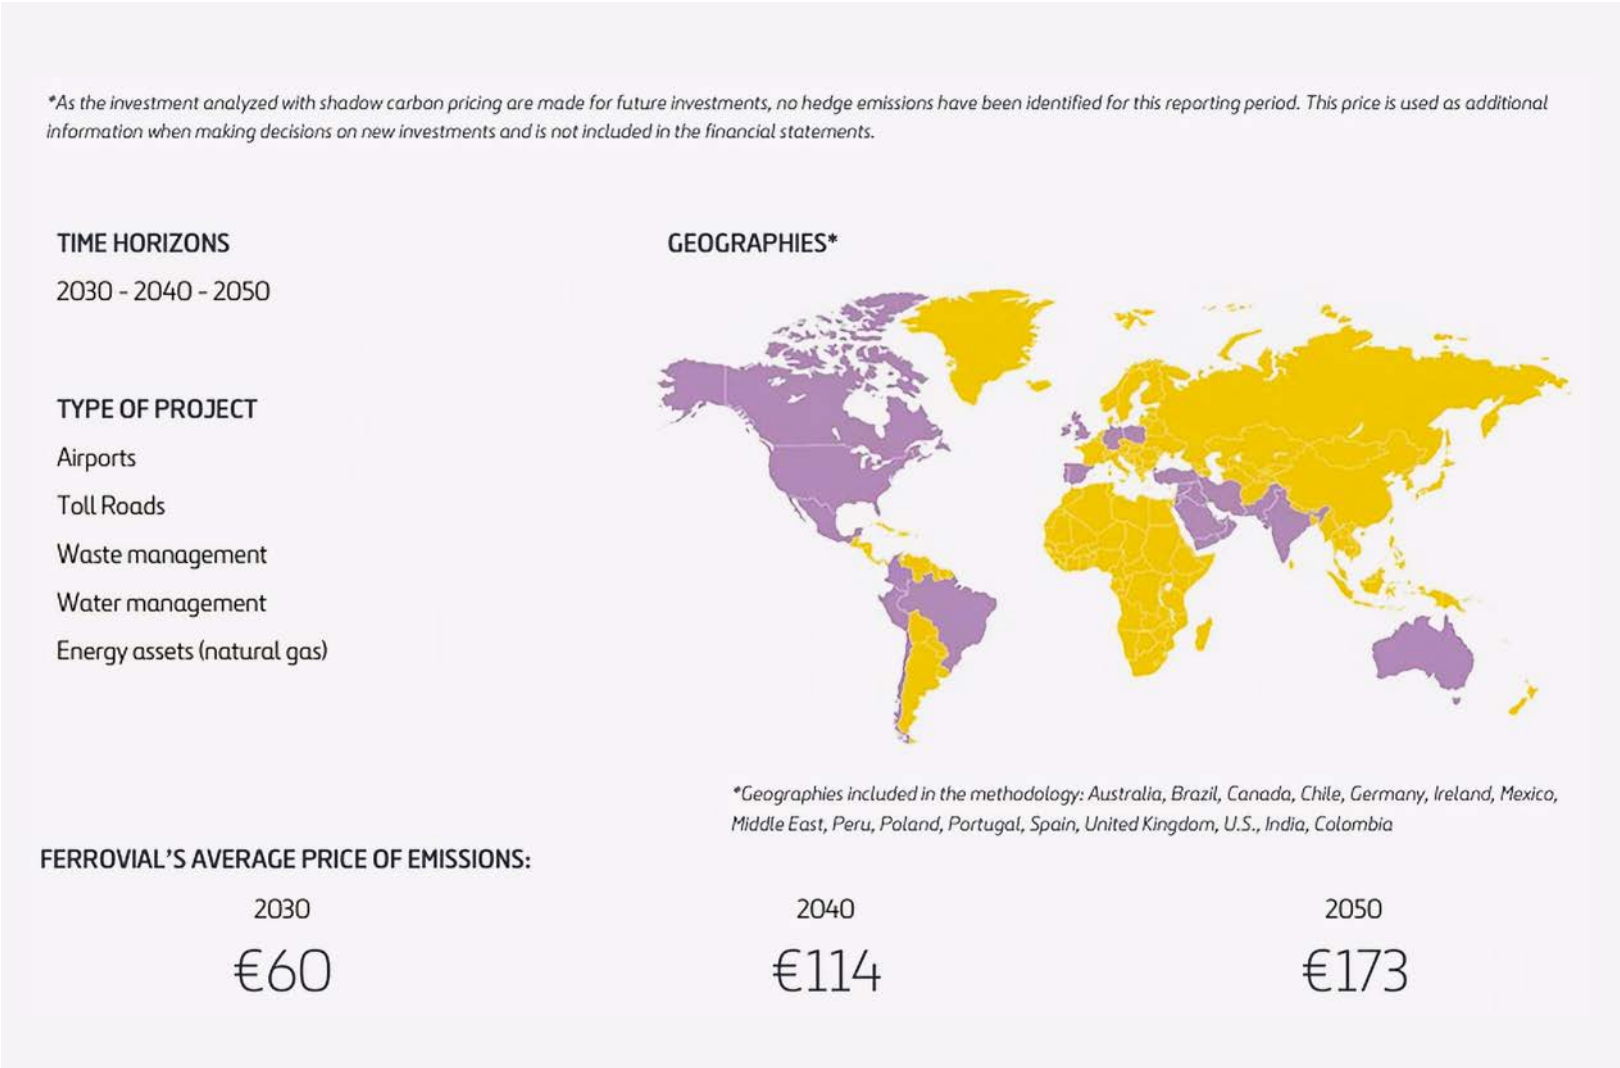 *As the investment analyzed with shadow carbon pricing are made for future investments, no hedge emissions have been identified for this reporting period. This price is used as additional
information when making decisions on new investments and is not included in the financial statements.
TIME HORIZONS
2030 - 2040 - 2050
TYPE OF PROJECT
Airports
Toll Roads
Waste management
Water management
Energy assets (natural gas)
GEOGRAPHIES*
*Geographies included in the methodology: Australia, Brazil, Canada, Chile, Germany, Ireland, Mexico,
Middle East, Peru, Poland, Portugal, Spain, United Kingdom, U.S., India, Colombia
FERROVIAL'S AVERAGE PRICE OF EMISSIONS:
2030
€60
2040
€114
2050
€173